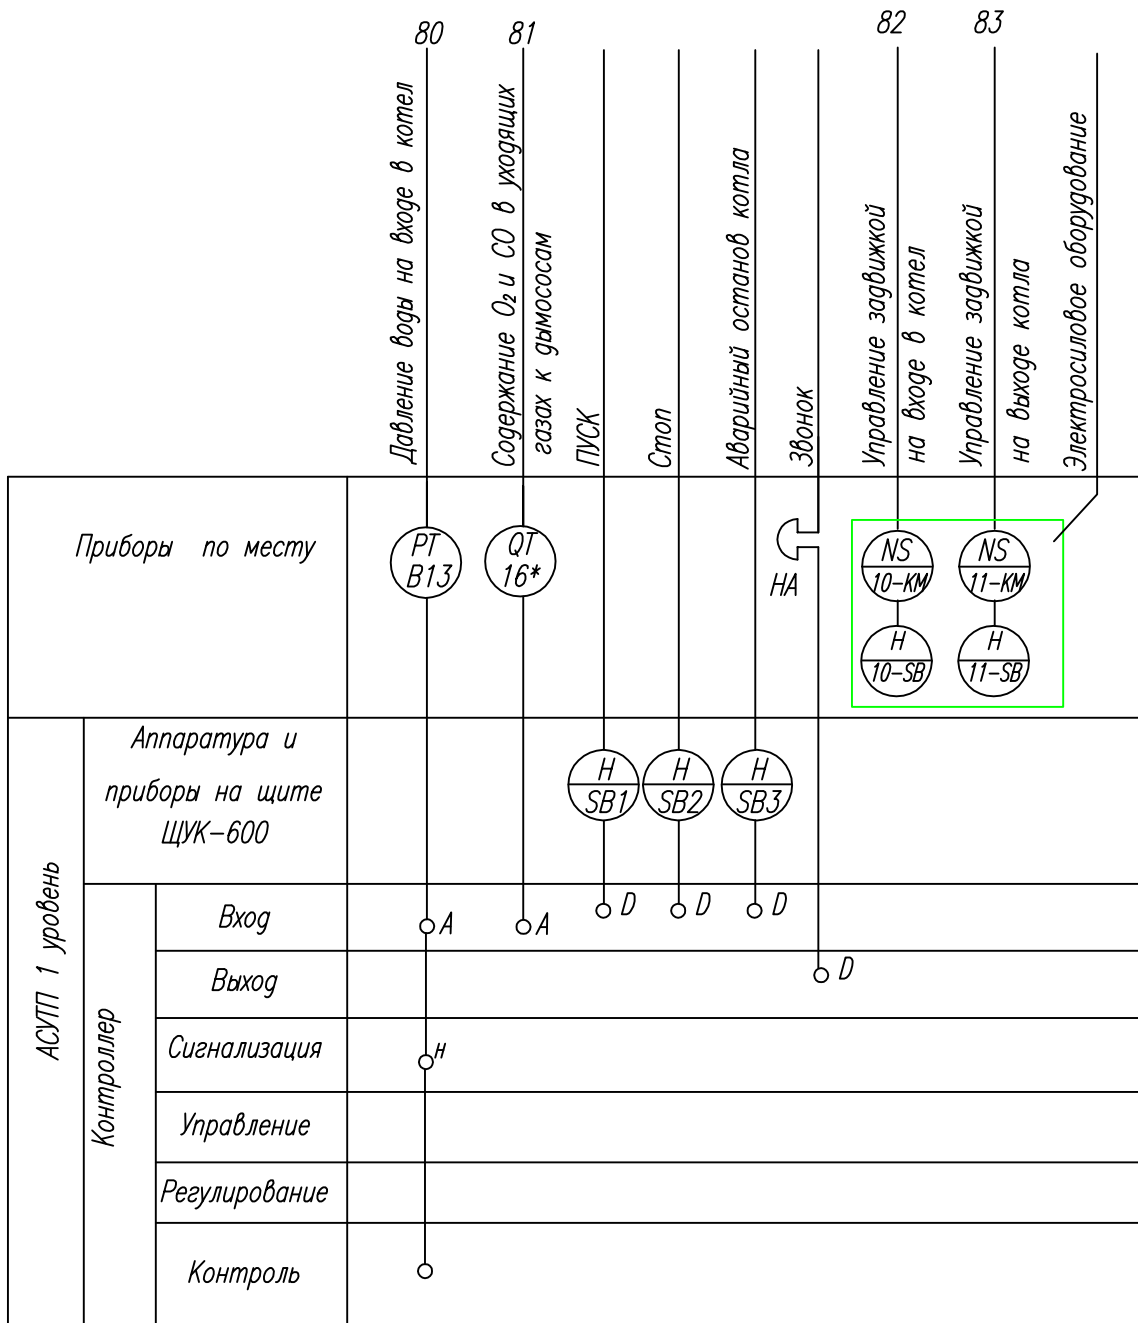 80
81
82
83
Давление воды на входе в котел
Содержание O₂ и CO в уходящих
газах к дымососам
ПУСК
Стоп
Аварийный останов котла
Звонок
Управление задвижкой
на входе в котел
Управление задвижкой
на выходе котла
Электросиловое оборудование
Приборы по месту
PT
B13
QT
16*
HA
NS
10-KM
NS
11-KM
H
10-SB
H
11-SB
АСУТП 1 уровень
Аппаратура и
приборы на щите
ЩУК-600
H
SB1
H
SB2
H
SB3
Контроллер
Вход
A
A
D
D
D
Выход
D
Сигнализация
H
Управление
Регулирование
Контроль